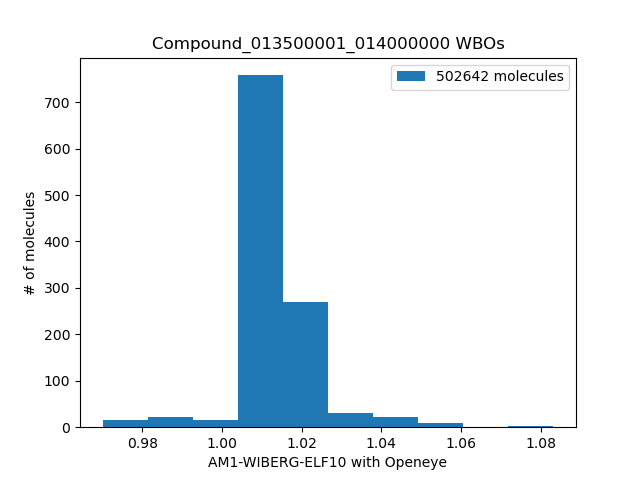 Compound_013500001_014000000 WBOs
502642 molecules
# of molecules
700
600
500
400
300
200
100
0
0.98 1.00 1.02 1.04 1.06 1.08
AM1-WIBERG-ELF10 with Openeye